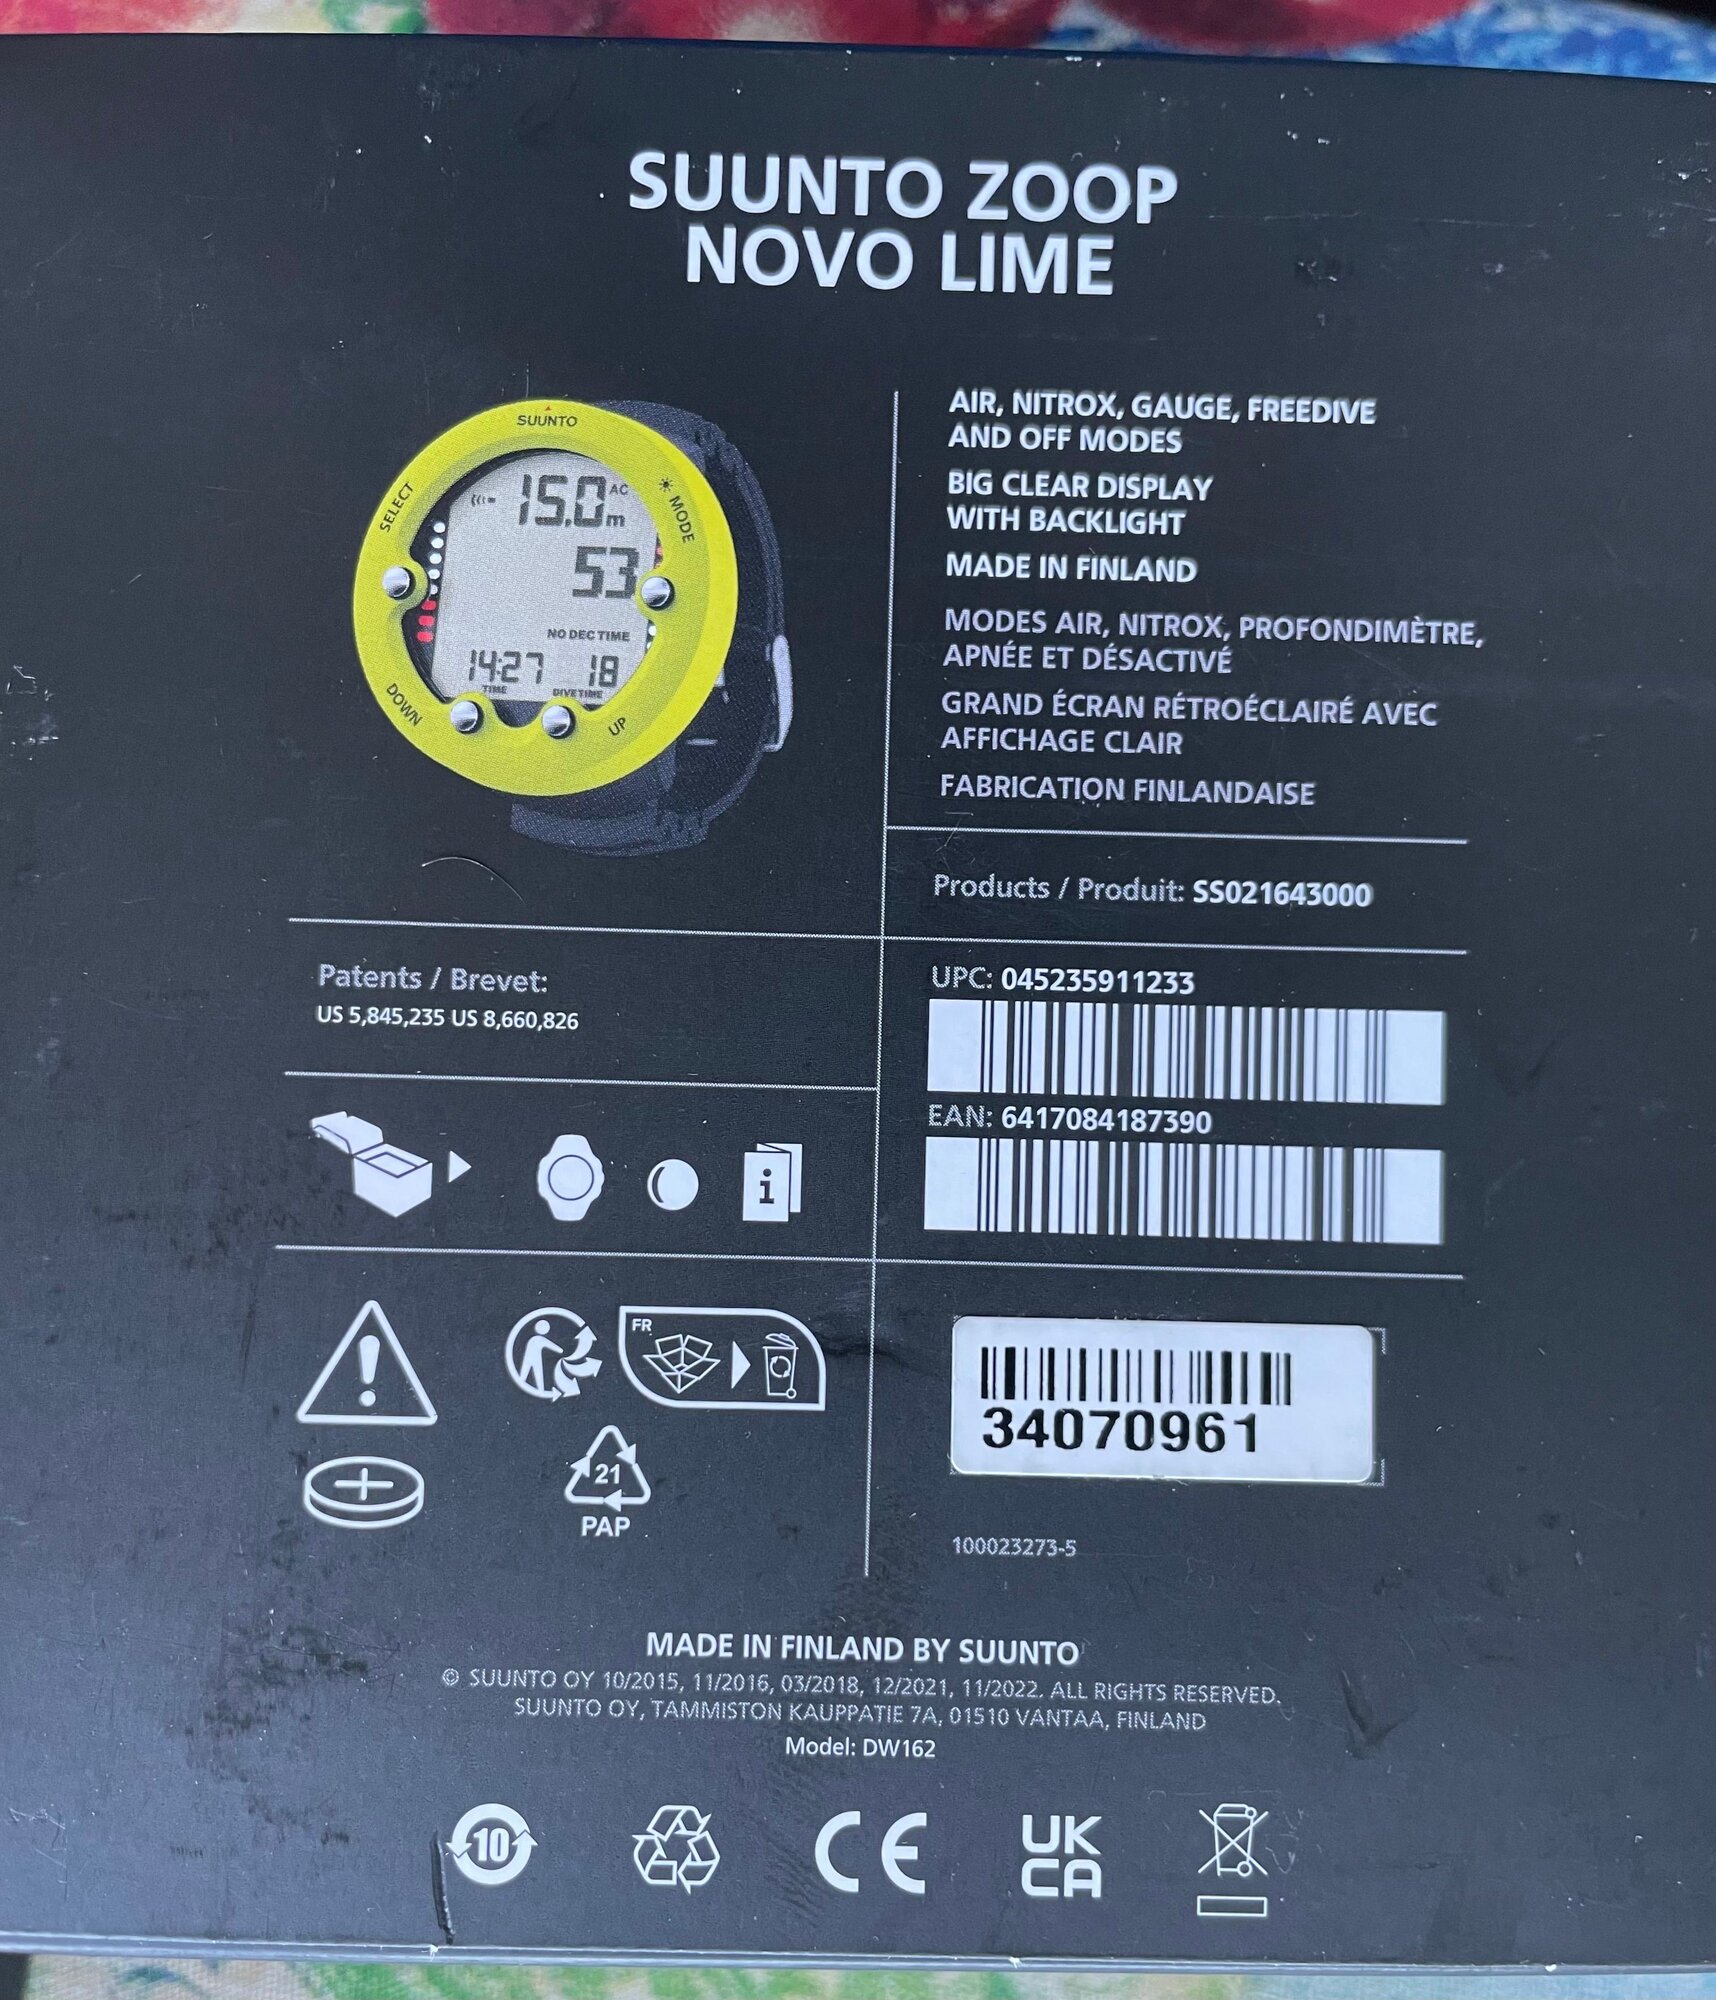 SUUNTO ZOOP
NOVO LIME
SUUNTO
SELECT
MODE
DOWN
UP
15.0 AC
m
53
NO DEC TIME
14:27 18
TIME DIVE TIME
AIR, NITROX, GAUGE, FREEDIVE
AND OFF MODES
BIG CLEAR DISPLAY
WITH BACKLIGHT
MADE IN FINLAND
MODES AIR, NITROX, PROFONDIMÈTRE,
APNÉE ET DÉSACTIVÉ
GRAND ÉCRAN RÉTROÉCLAIRÉ AVEC
AFFICHAGE CLAIR
FABRICATION FINLANDAISE
Products / Produit: SS021643000
Patents / Brevet:
US 5,845,235 US 8,660,826
UPC: 045235911233
EAN: 6417084187390
i
FR
21
PAP
34070961
100023273-5
MADE IN FINLAND BY SUUNTO
© SUUNTO OY 10/2015, 11/2016, 03/2018, 12/2021, 11/2022. ALL RIGHTS RESERVED.
SUUNTO OY, TAMMISTON KAUPPATIE 7A, 01510 VANTAA, FINLAND
Model: DW162
10
CE
UK
CA